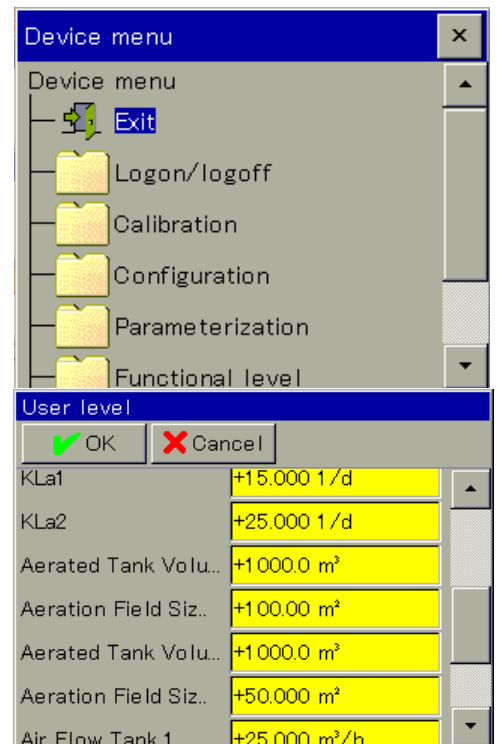 Device menu
Device menu
Exit
Logon/logoff
Calibration
Configuration
Parameterization
Functional level
User level
OK Cancel
KLa1 +15.000 1/d
KLa2 +25.000 1/d
Aerated Tank Volu... +1000.0 m³
Aeration Field Siz.. +100.00 m²
Aerated Tank Volu... +1000.0 m³
Aeration Field Siz.. +50.000 m²
Air Flow Tank 1 +25.000 m³/h